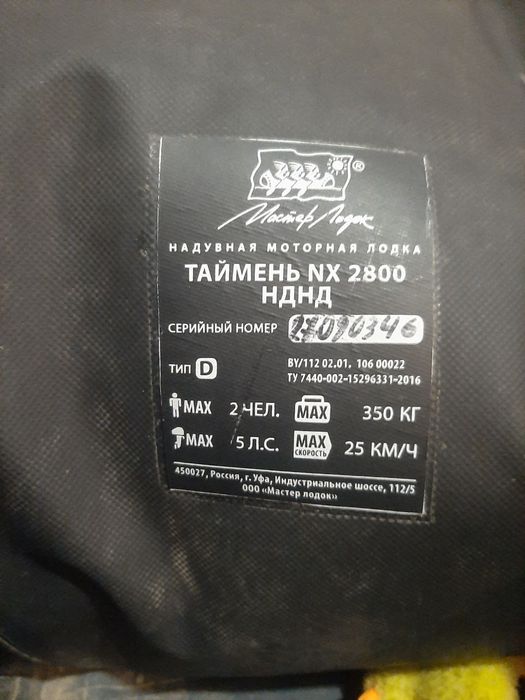 Мастер Лодок ®
НАДУВНАЯ МОТОРНАЯ ЛОДКА
ТАЙМЕНЬ NX 2800
НДНД
СЕРИЙНЫЙ НОМЕР
ТИП D
BY/112 02.01. 106 00022
ТУ 7440-002-15296331-2016
MAX 2 ЧЕЛ. MAX 350 КГ
MAX 5 Л.С. MAX СКОРОСТЬ 25 КМ/Ч
450027, Россия, г. Уфа, Индустриальное шоссе, 112/5
ООО «Мастер лодок»